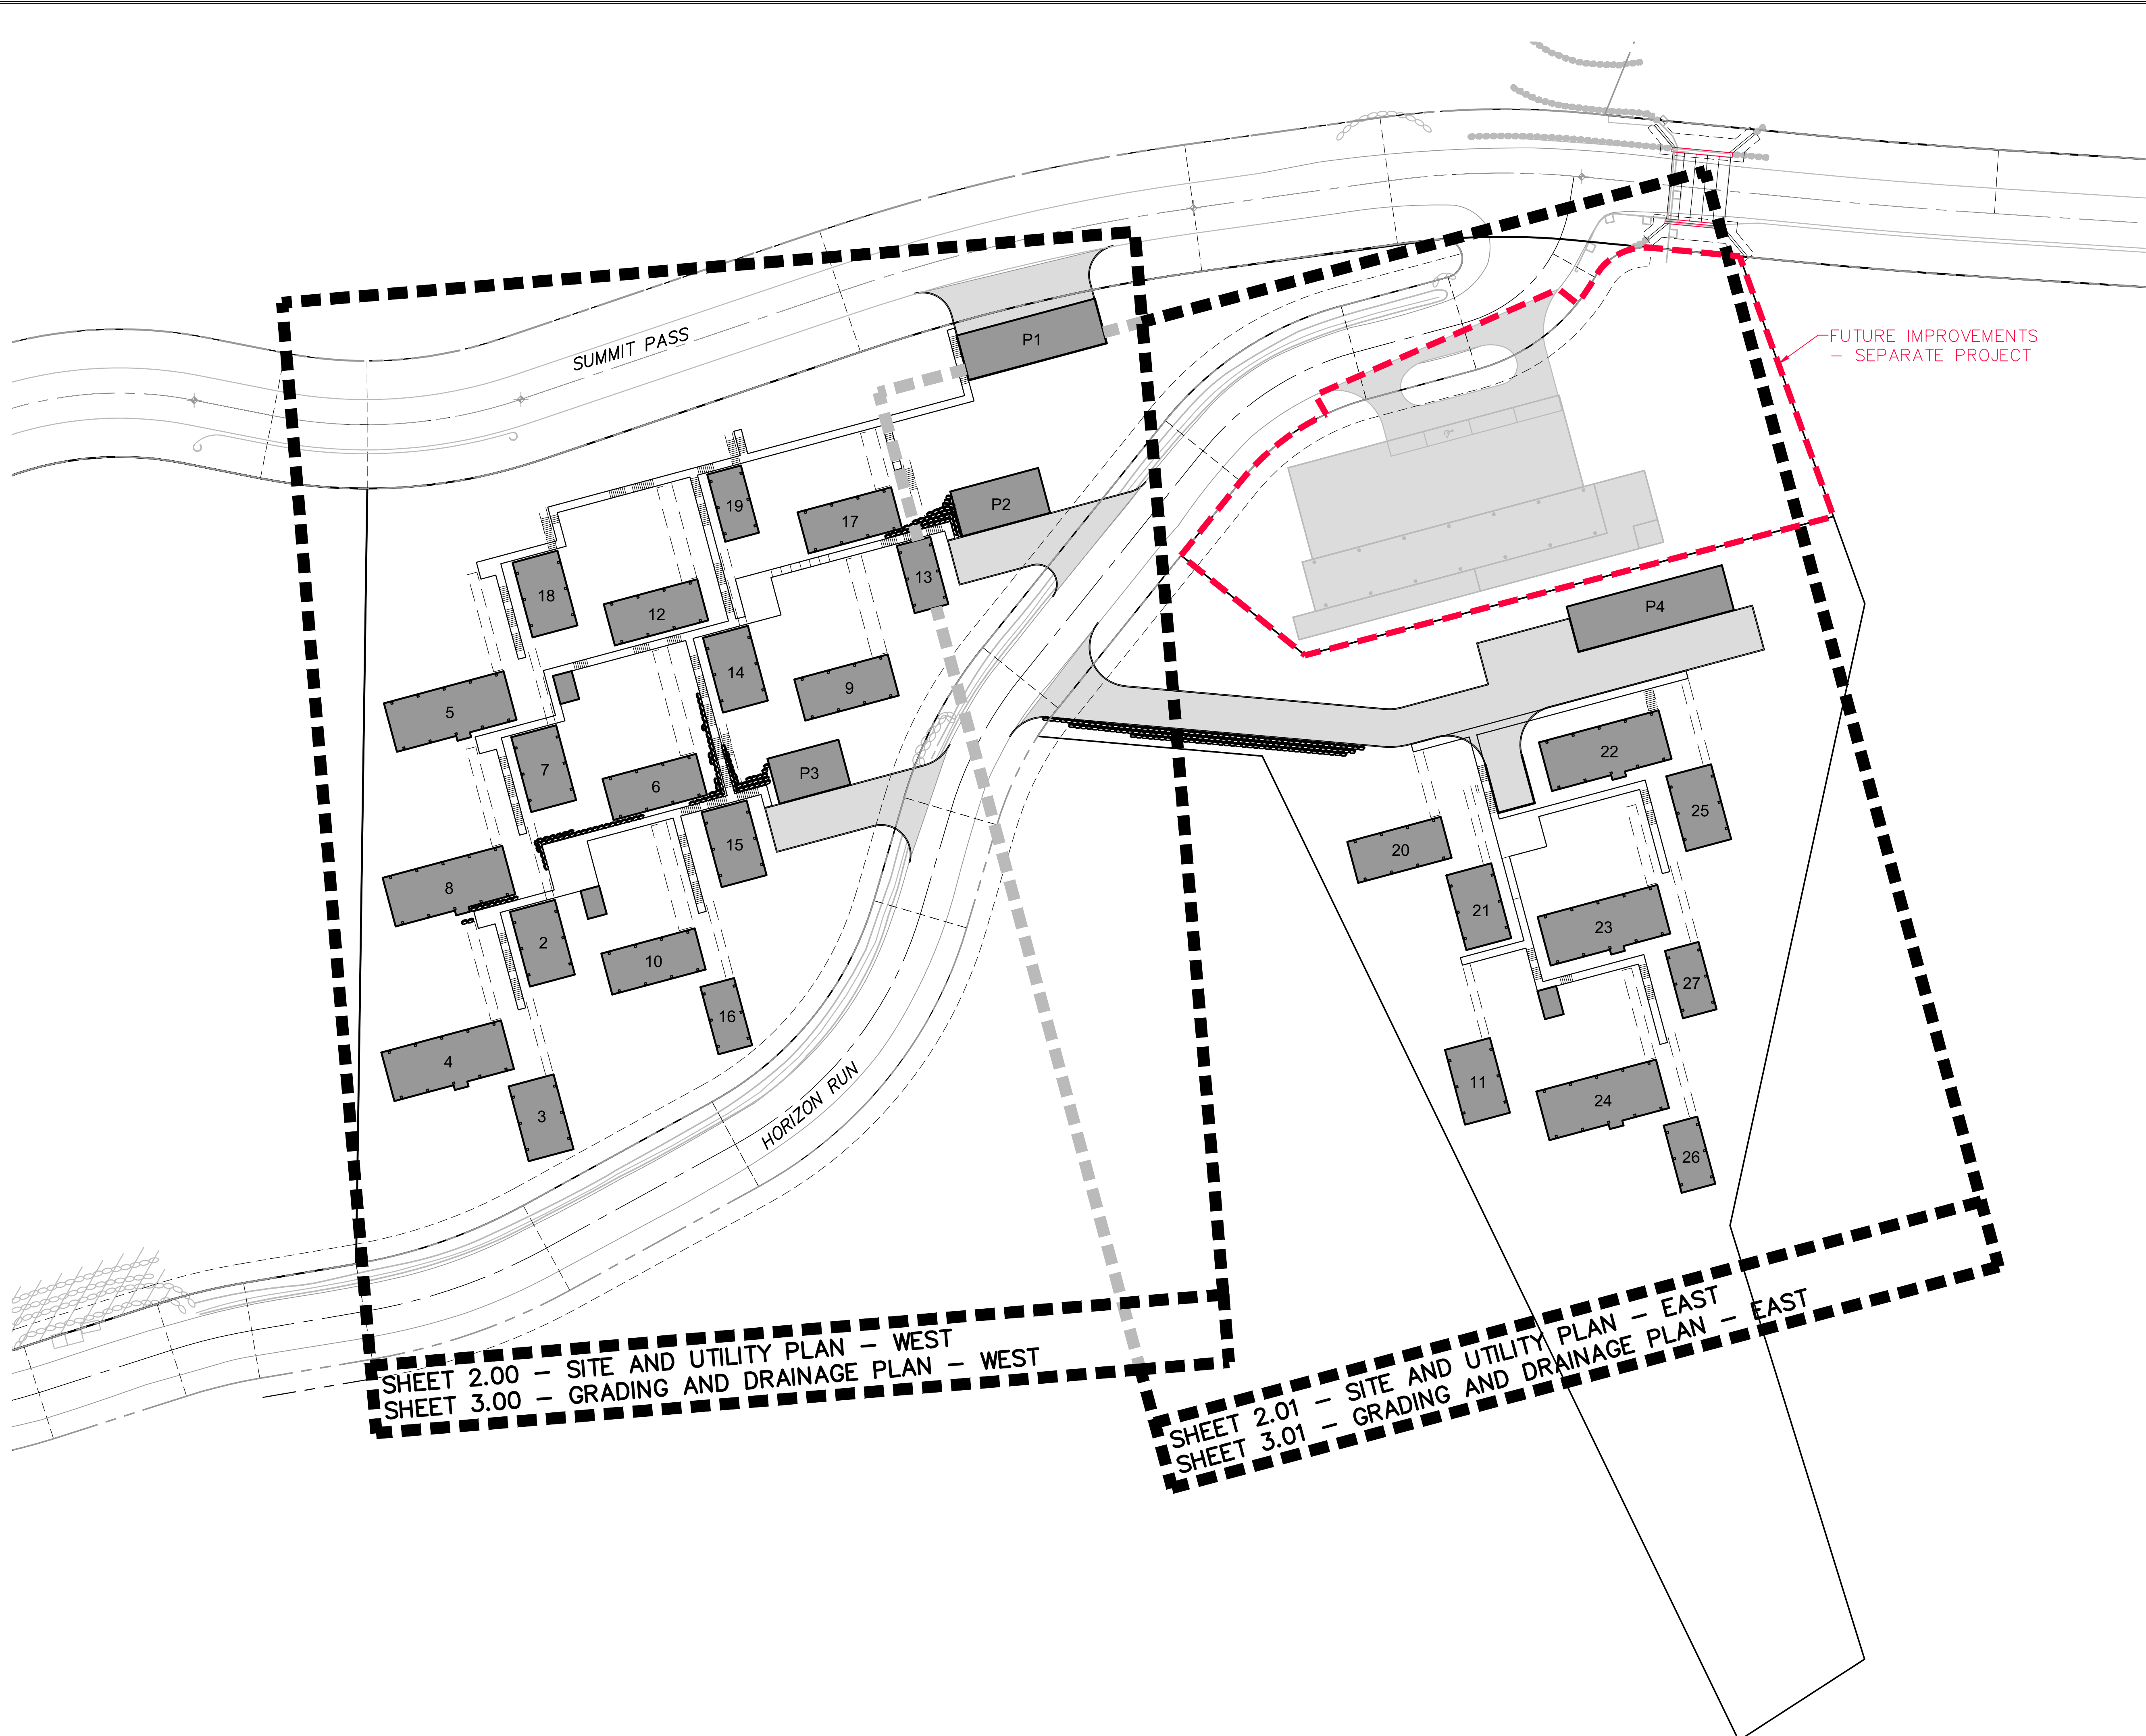 SUMMIT PASS
P1
FUTURE IMPROVEMENTS
– SEPARATE PROJECT
19
17
P2
18
12
13
P4
5
14
9
22
7
6
P3
25
15
20
8
21
2
10
23
16
27
4
11
24
3
HORIZON RUN
26
SHEET 2.00 – SITE AND UTILITY PLAN – WEST
SHEET 3.00 – GRADING AND DRAINAGE PLAN – WEST
SHEET 2.01 – SITE AND UTILITY PLAN – EAST
SHEET 3.01 – GRADING AND DRAINAGE PLAN – EAST